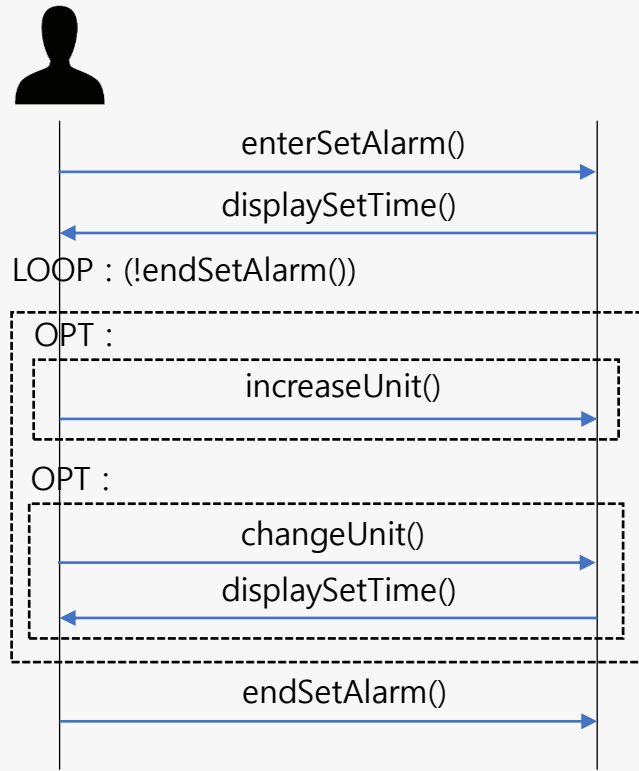 enterSetAlarm()
displaySetTime()
LOOP : (!endSetAlarm())
OPT :
increaseUnit()
OPT :
changeUnit()
displaySetTime()
endSetAlarm()